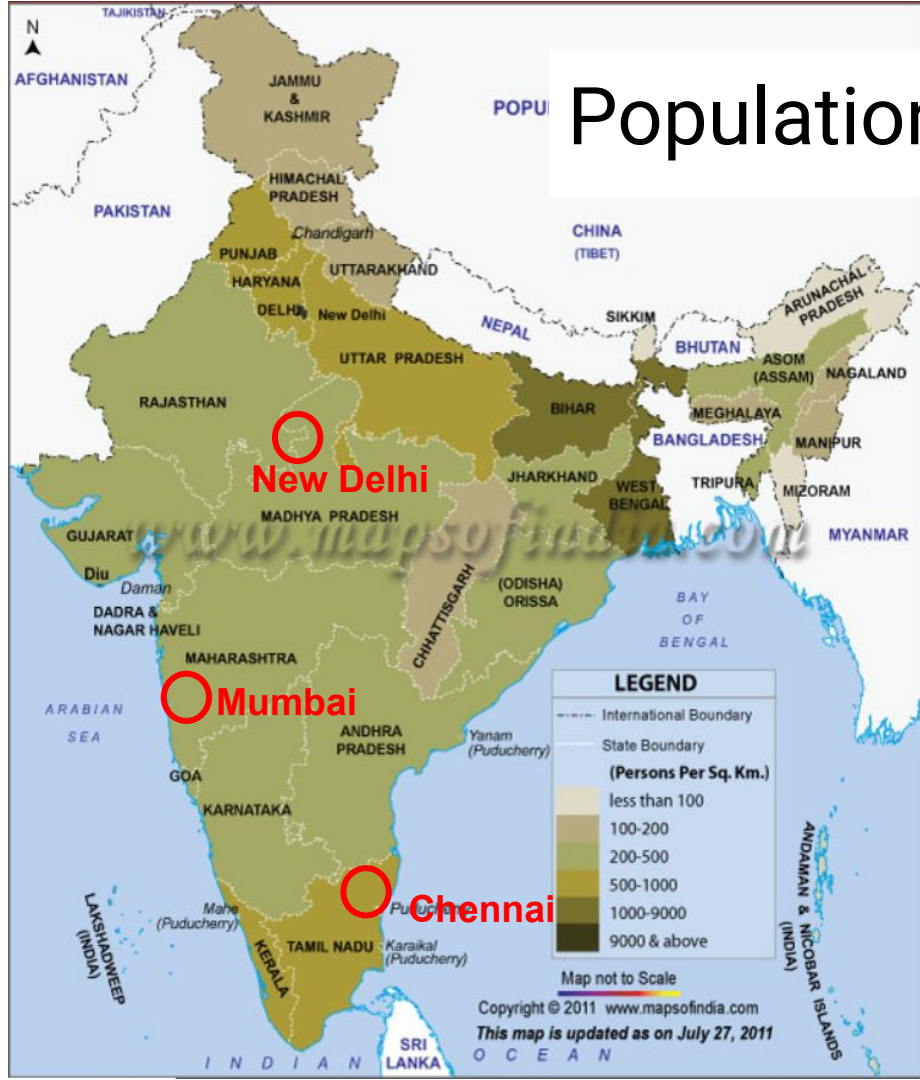 TAJIKISTAN
N
AFGHANISTAN
JAMMU
&
KASHMIR
POPU
Population
HIMACHAL
PRADESH
PAKISTAN
Chandigarh
CHINA
(TIBET)
PUNJAB
UTTARAKHAND
HARYANA
DELHI
New Delhi
ARUNACHAL
PRADESH
SIKKIM
NEPAL
BHUTAN
UTTAR PRADESH
ASOM
(ASSAM)
NAGALAND
RAJASTHAN
BIHAR
MEGHALAYA
BANGLADESH
MANIPUR
New Delhi
JHARKHAND
WEST
BENGAL
TRIPURA
MIZORAM
MADHYA PRADESH
www.mapsofindia.com
GUJARAT
MYANMAR
Diu
Daman
DADRA &
NAGAR HAVELI
CHHATTISGARH
(ODISHA)
ORISSA
BAY
OF
BENGAL
MAHARASHTRA
Mumbai
ARABIAN
SEA
ANDHRA
PRADESH
Yanam
(Puducherry)
GOA
KARNATAKA
LEGEND
International Boundary
State Boundary
(Persons Per Sq. Km.)
less than 100
100-200
200-500
500-1000
1000-9000
9000 & above
Chennai
Mahe
(Puducherry)
TAMIL NADU
Karaikal
(Puducherry)
KERALA
LAKSHADWEEP
(INDIA)
ANDAMAN & NICOBAR ISLANDS
(INDIA)
Map not to Scale
Copyright © 2011 www.mapsofindia.com
This map is updated as on July 27, 2011
SRI
LANKA
INDIAN OCEAN